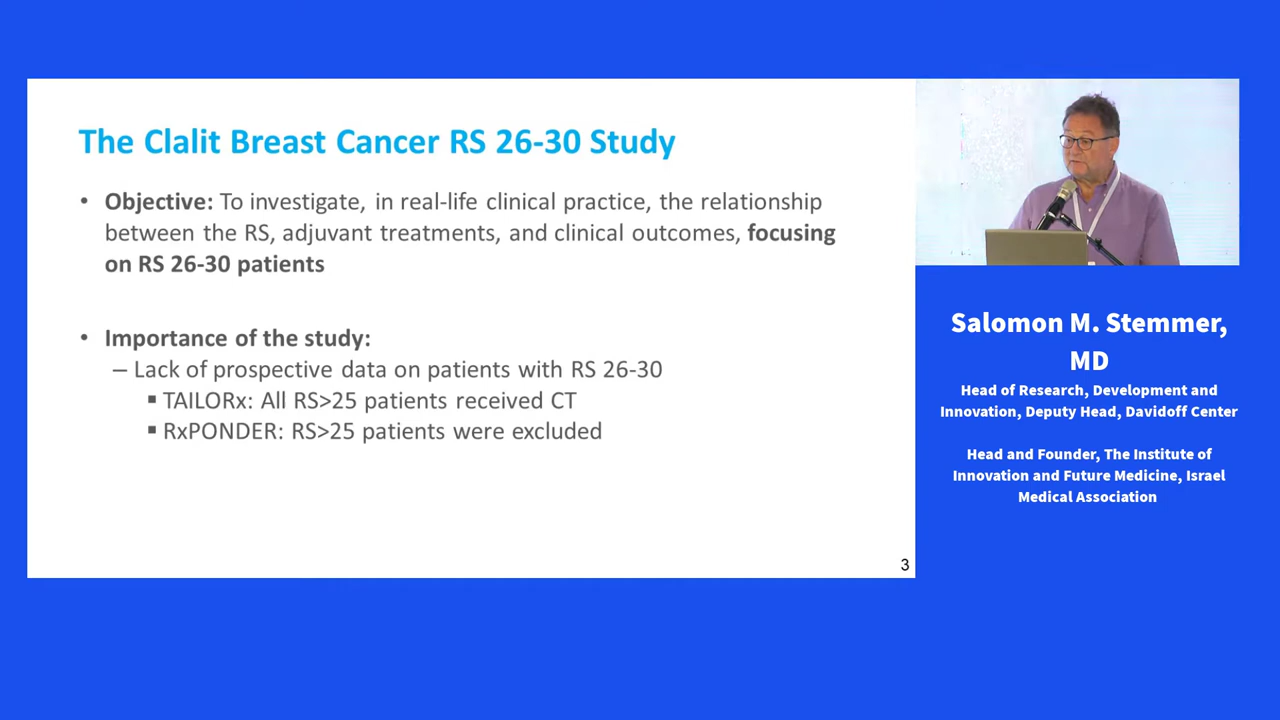 The Clalit Breast Cancer RS 26-30 Study
• Objective: To investigate, in real-life clinical practice, the relationship
between the RS, adjuvant treatments, and clinical outcomes, focusing
on RS 26-30 patients
• Importance of the study:
– Lack of prospective data on patients with RS 26-30
▪ TAILORx: All RS>25 patients received CT
▪ RxPONDER: RS>25 patients were excluded
3
Salomon M. Stemmer,
MD
Head of Research, Development and
Innovation, Deputy Head, Davidoff Center
Head and Founder, The Institute of
Innovation and Future Medicine, Israel
Medical Association